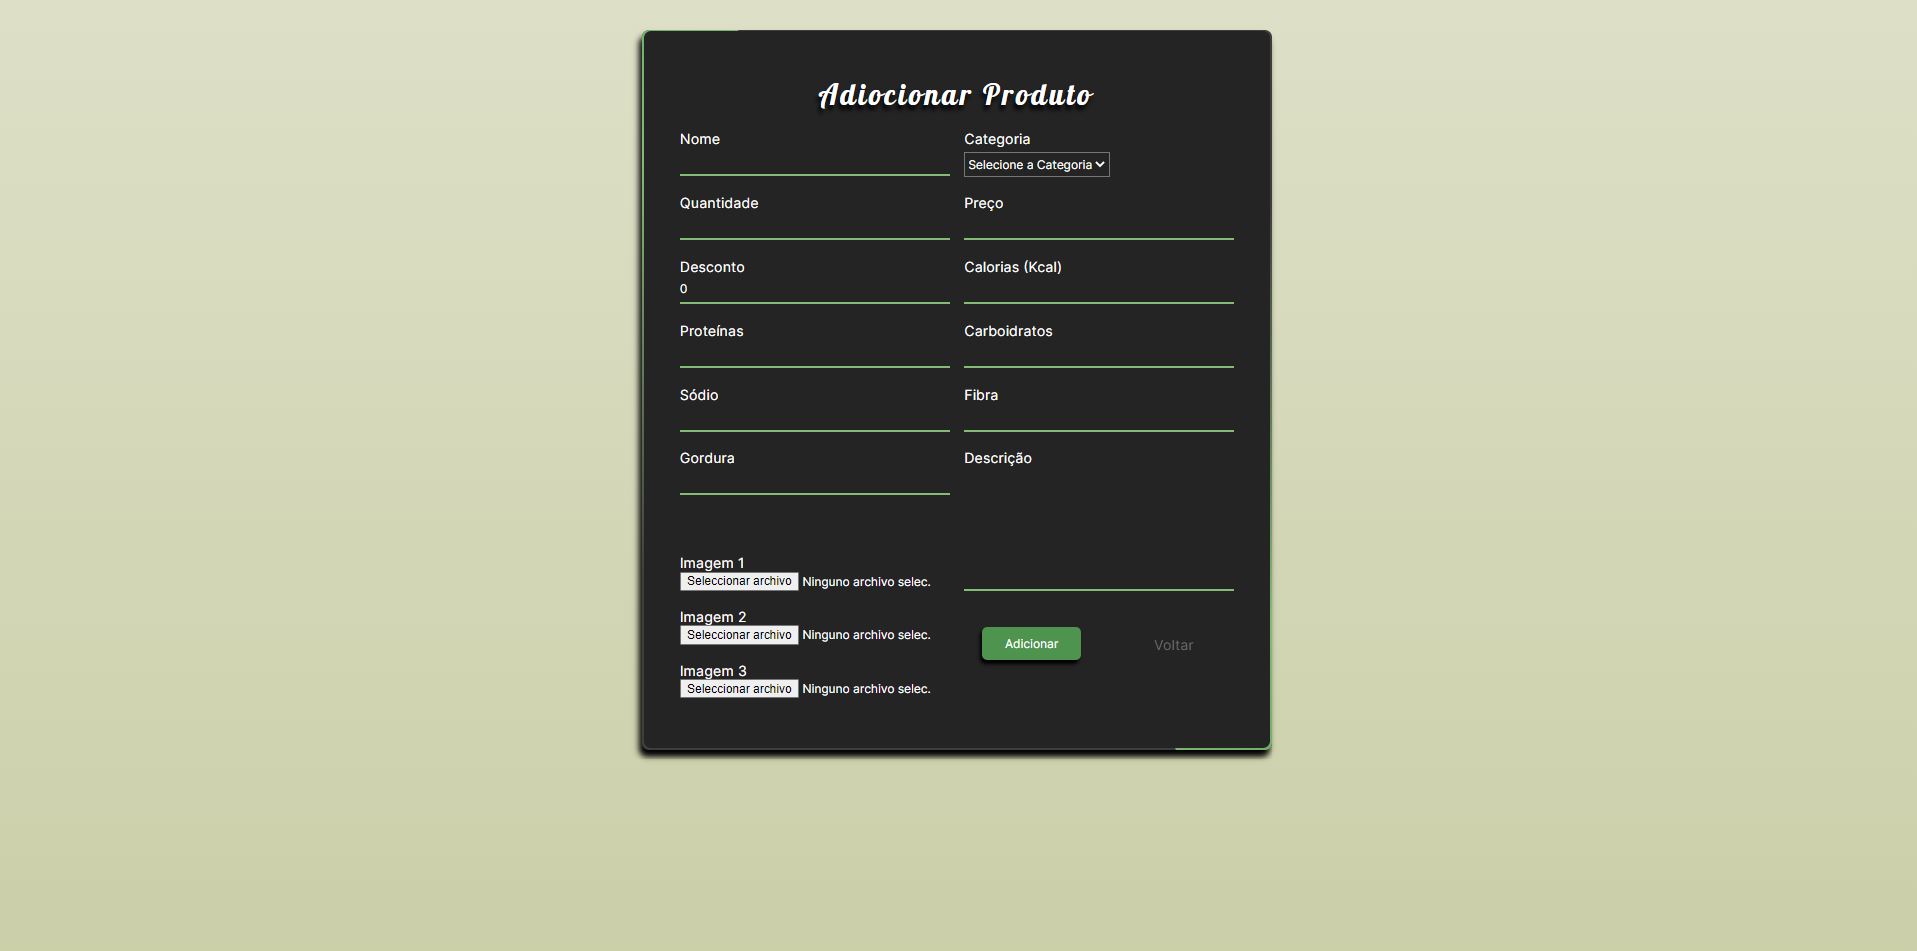 Adiocionar Produto
Nome
Categoria
Selecione a Categoria
Quantidade
Preço
Desconto
0
Calorias (Kcal)
Proteínas
Carboidratos
Sódio
Fibra
Gordura
Descrição
Imagem 1
Seleccionar archivo Ninguno archivo selec.
Imagem 2
Seleccionar archivo Ninguno archivo selec.
Imagem 3
Seleccionar archivo Ninguno archivo selec.
Adicionar
Voltar